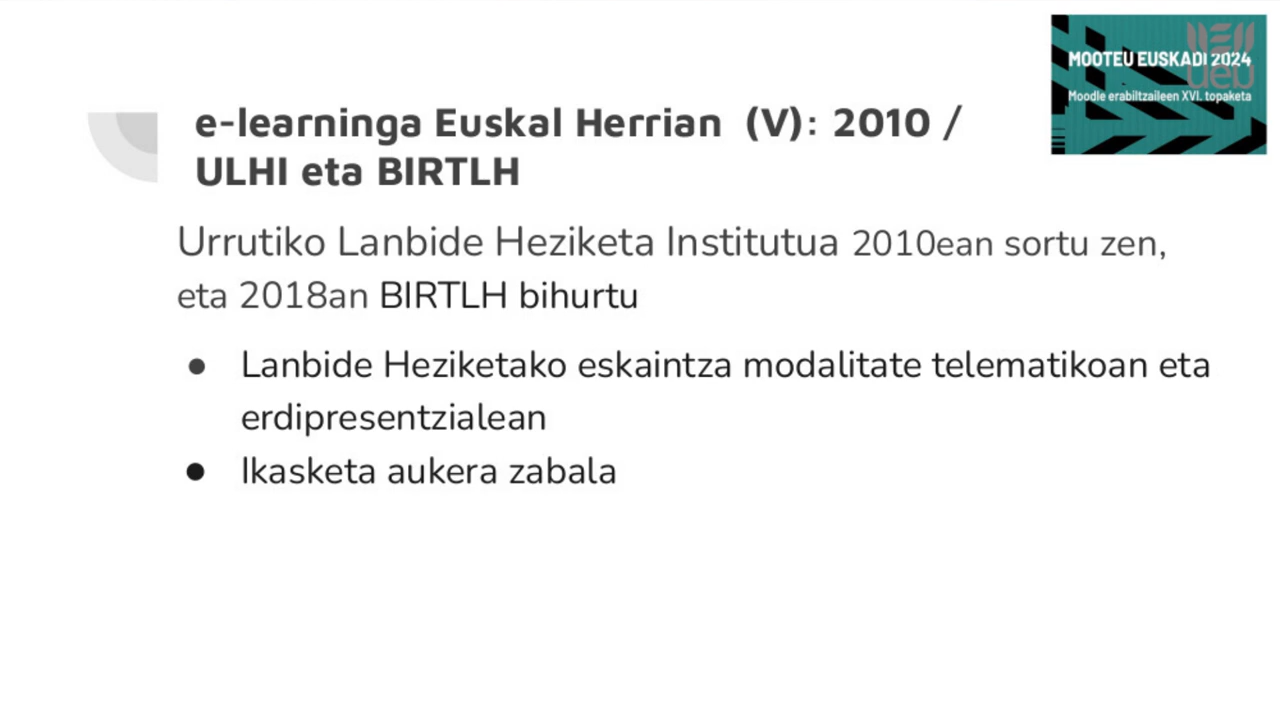 MOOTEU EUSKADI 2024
ueu
Moodle erabiltzaileen XVI. topaketa
e-learninga Euskal Herrian (V): 2010 /
ULHI eta BIRTLH
Urrutiko Lanbide Heziketa Institutua 2010ean sortu zen,
eta 2018an BIRTLH bihurtu
● Lanbide Heziketako eskaintza modalitate telematikoan eta
erdipresentzialean
● Ikasketa aukera zabala